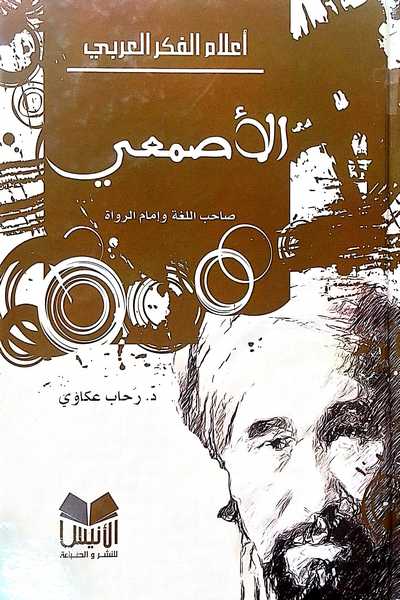 أعلام الفكر العربي
الأصمعي
صاحب اللغة وإمام الرواة
د. رحاب عكاوي
الأنيس
للنشر و الطباعة